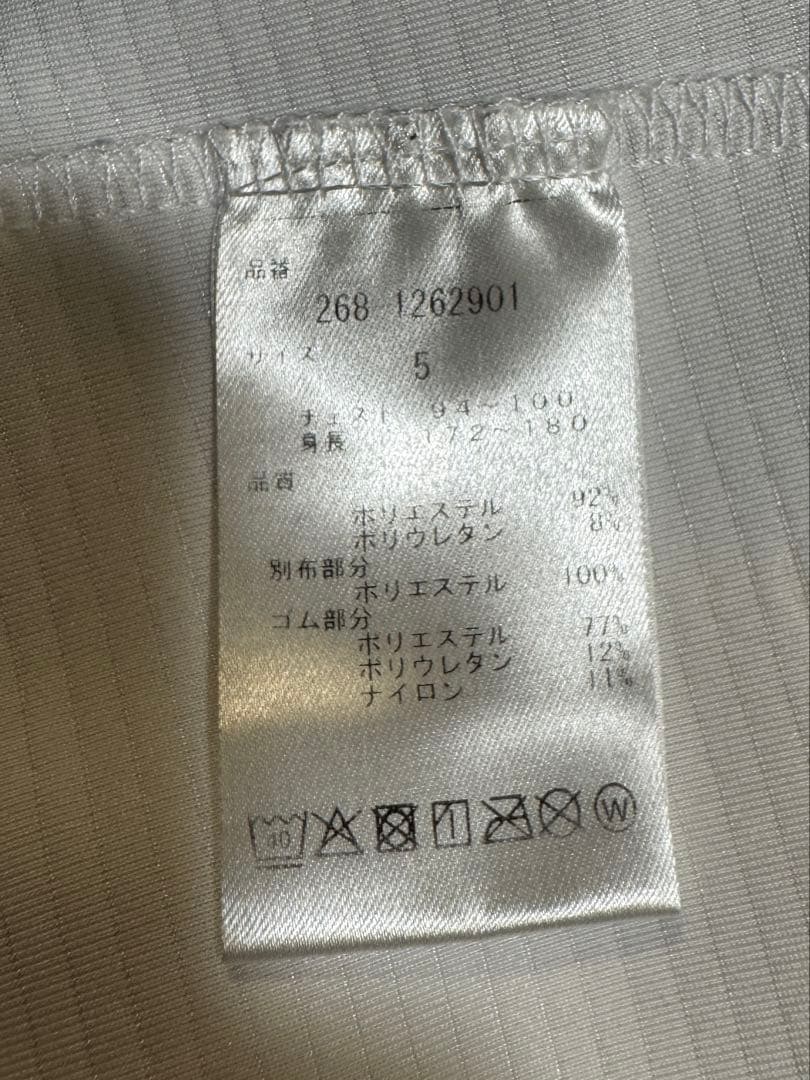 品番
268 1262901
サイズ
5
チェスト 94~100
身長 172~180
品質
ポリエステル 92%
ポリウレタン 8%
別布部分
ポリエステル 100%
ゴム部分
ポリエステル 77%
ポリウレタン 12%
ナイロン 11%
40
W